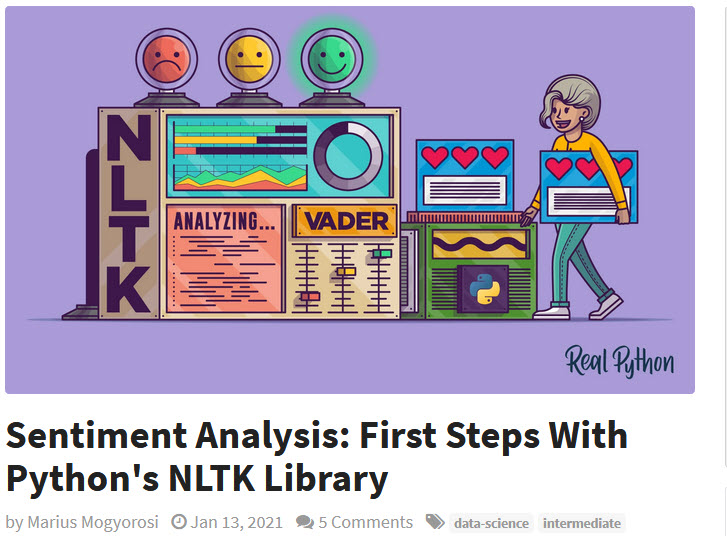 NLTK
ANALYZING...
VADER
Real Python
Sentiment Analysis: First Steps With
Python's NLTK Library
by Marius Mogyorosi Jan 13, 2021 5 Comments data-science intermediate